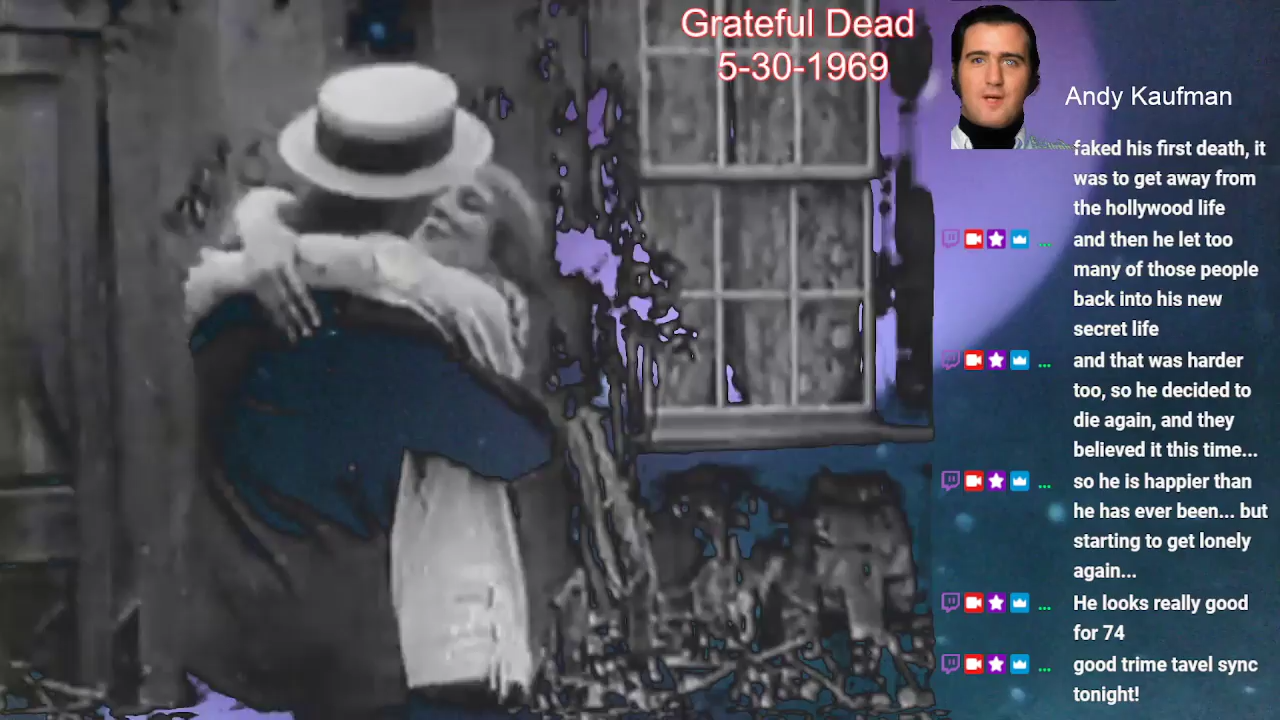 Grateful Dead
5-30-1969
Andy Kaufman
faked his first death, it
was to get away from
the hollywood life
... and then he let too
many of those people
back into his new
secret life
... and that was harder
too, so he decided to
die again, and they
believed it this time...
... so he is happier than
he has ever been... but
starting to get lonely
again...
... He looks really good
for 74
... good trime tavel sync
tonight!